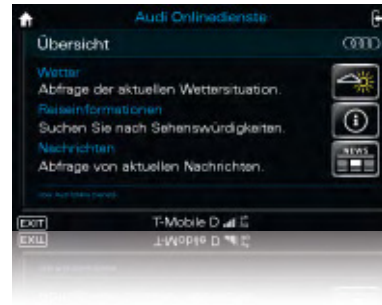 Audi Onlinedienste
Übersicht
Wetter
Abfrage der aktuellen Wettersituation.
Reiseinformationen
Suchen Sie nach Sehenswürdigkeiten.
Nachrichten
Abfrage von aktuellen Nachrichten.
NEWS
EXIT
T-Mobile D